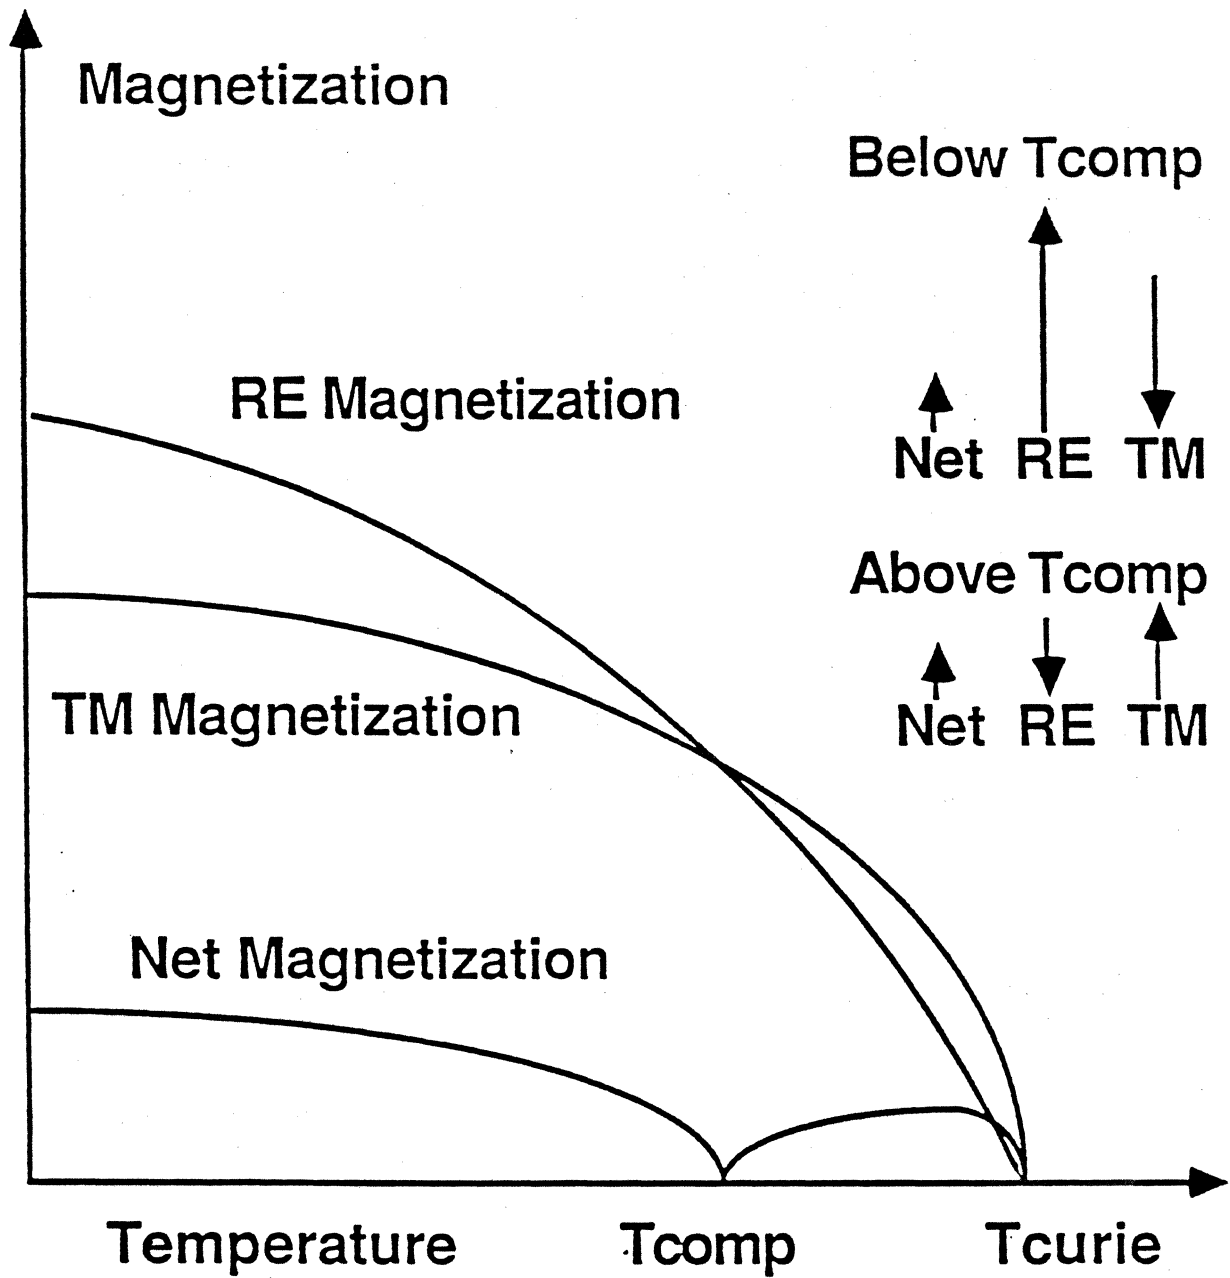 Magnetization
Below Tcomp
RE Magnetization
Net RE TM
Above Tcomp
TM Magnetization
Net RE TM
Net Magnetization
Temperature Tcomp Tcurie